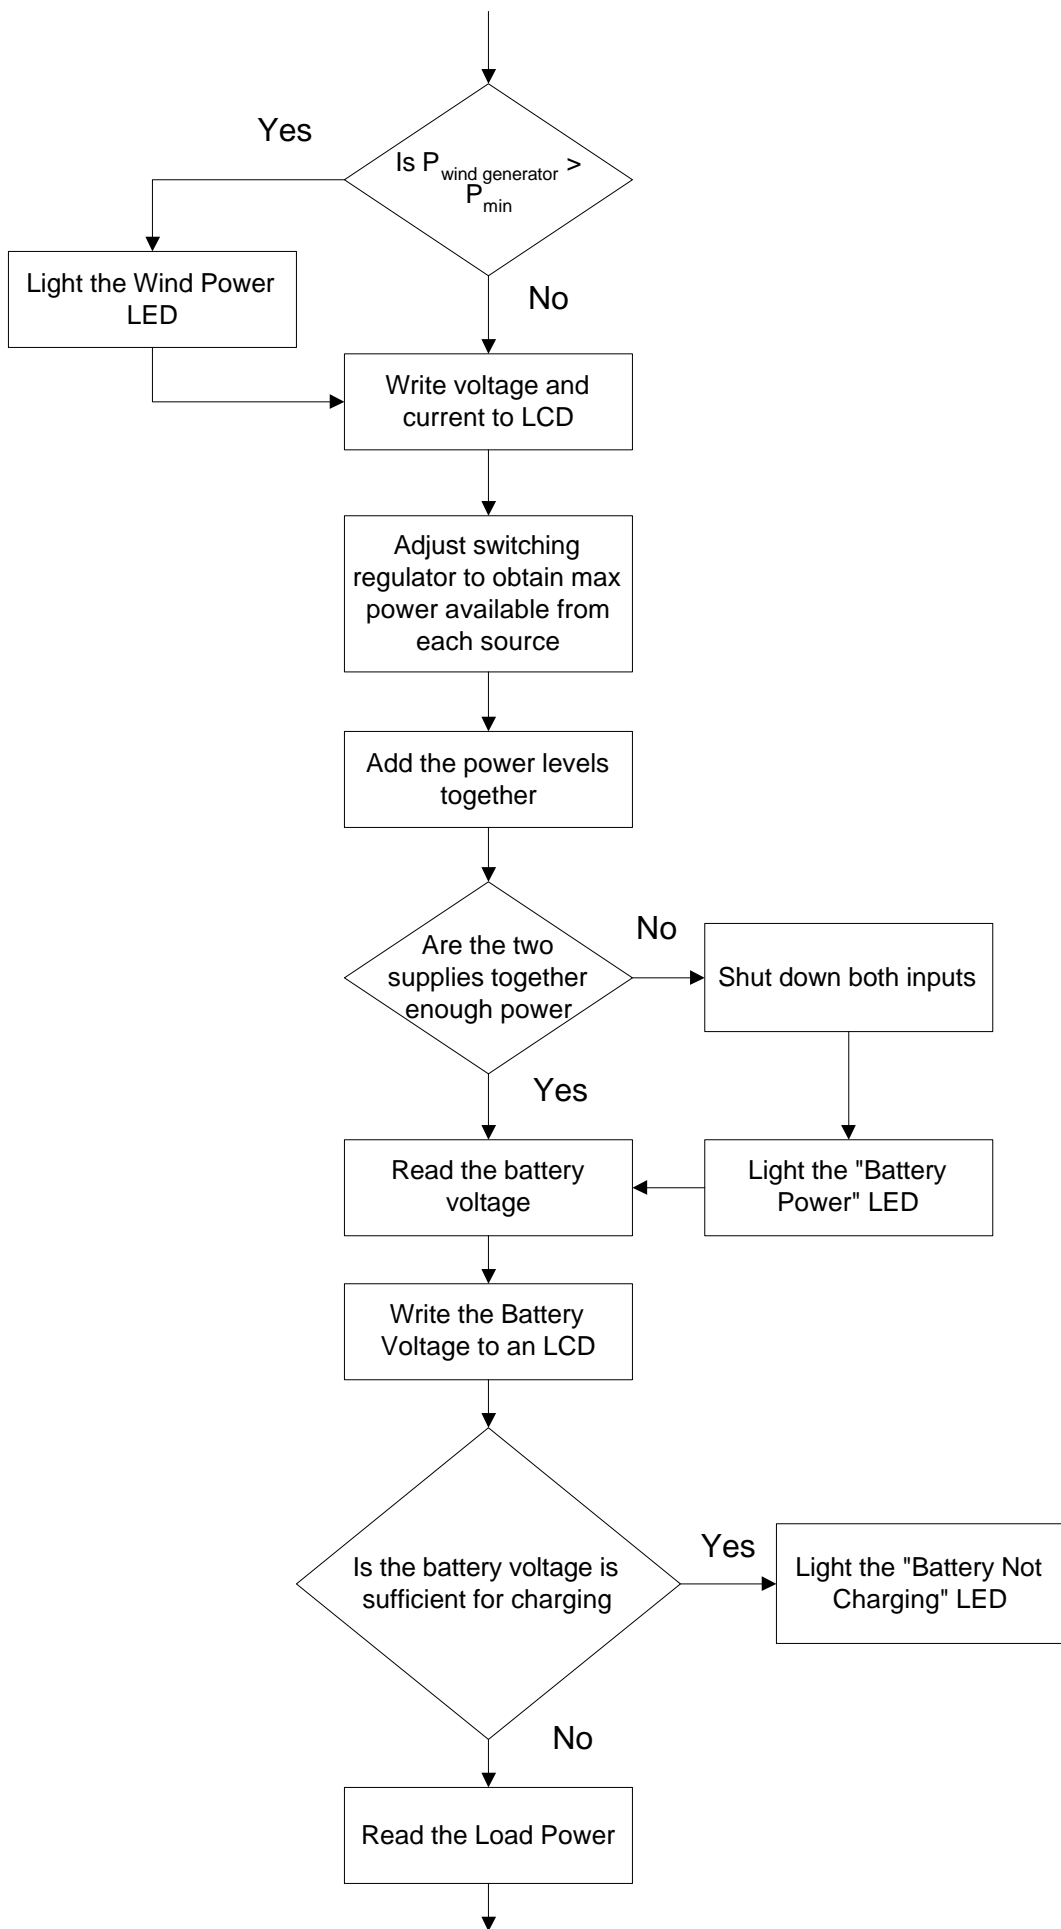 Yes
Is P wind generator >
P min
Light the Wind Power
LED
No
Write voltage and
current to LCD
Adjust switching
regulator to obtain max
power available from
each source
Add the power levels
together
Are the two
supplies together
enough power
No
Shut down both inputs
Yes
Read the battery
voltage
Light the "Battery
Power" LED
Write the Battery
Voltage to an LCD
Is the battery voltage is
sufficient for charging
Yes
Light the "Battery Not
Charging" LED
No
Read the Load Power